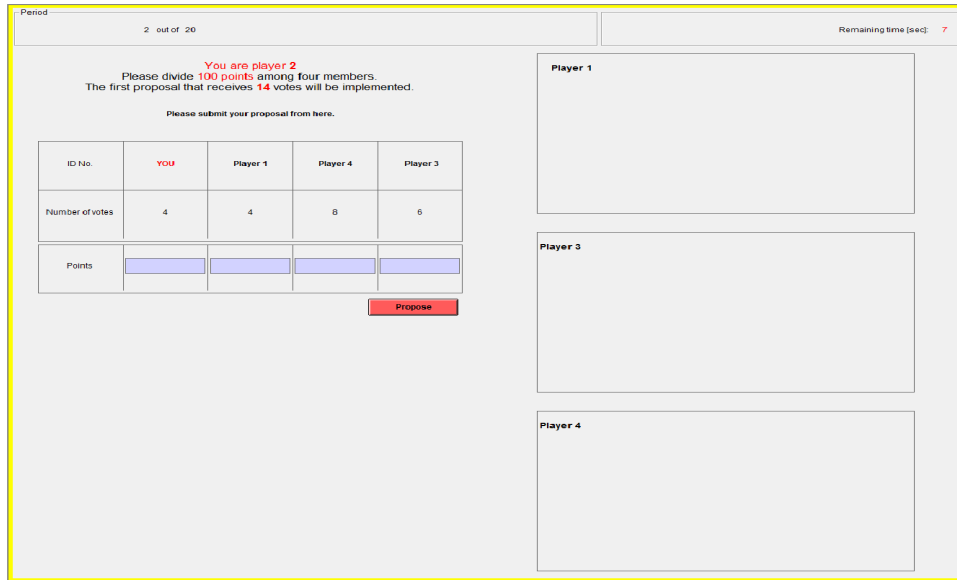 Period
2 out of 20
Remaining time [sec]: 7
You are player 2
Please divide 100 points among four members.
The first proposal that receives 14 votes will be implemented.
Please submit your proposal from here.
ID No. YOU Player 1 Player 4 Player 3
Number of votes 4 4 8 6
Points
Propose
Player 1
Player 3
Player 4